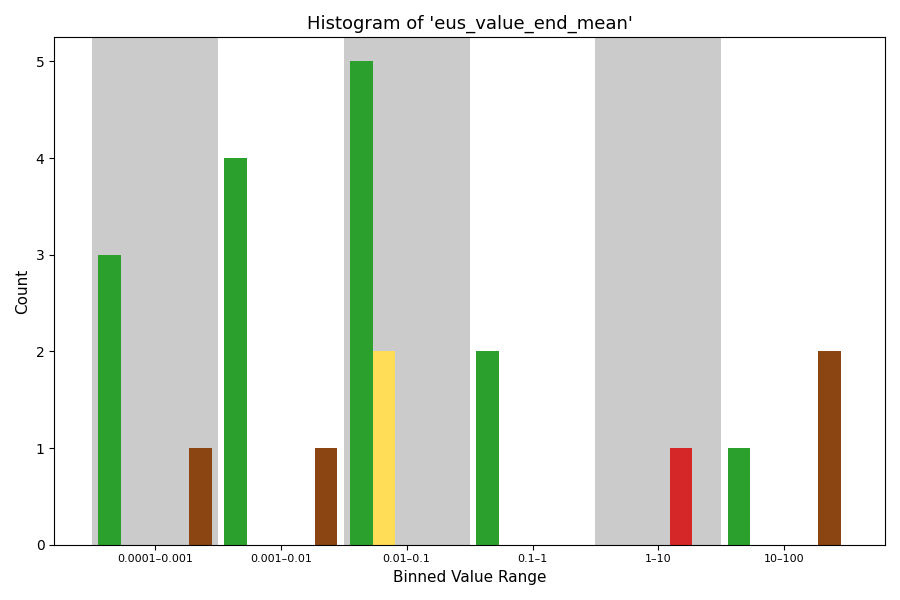 Histogram of 'eus_value_end_mean'
Count
5
4
3
2
1
0
0.0001–0.001 0.001–0.01 0.01–0.1 0.1–1 1–10 10–100
Binned Value Range